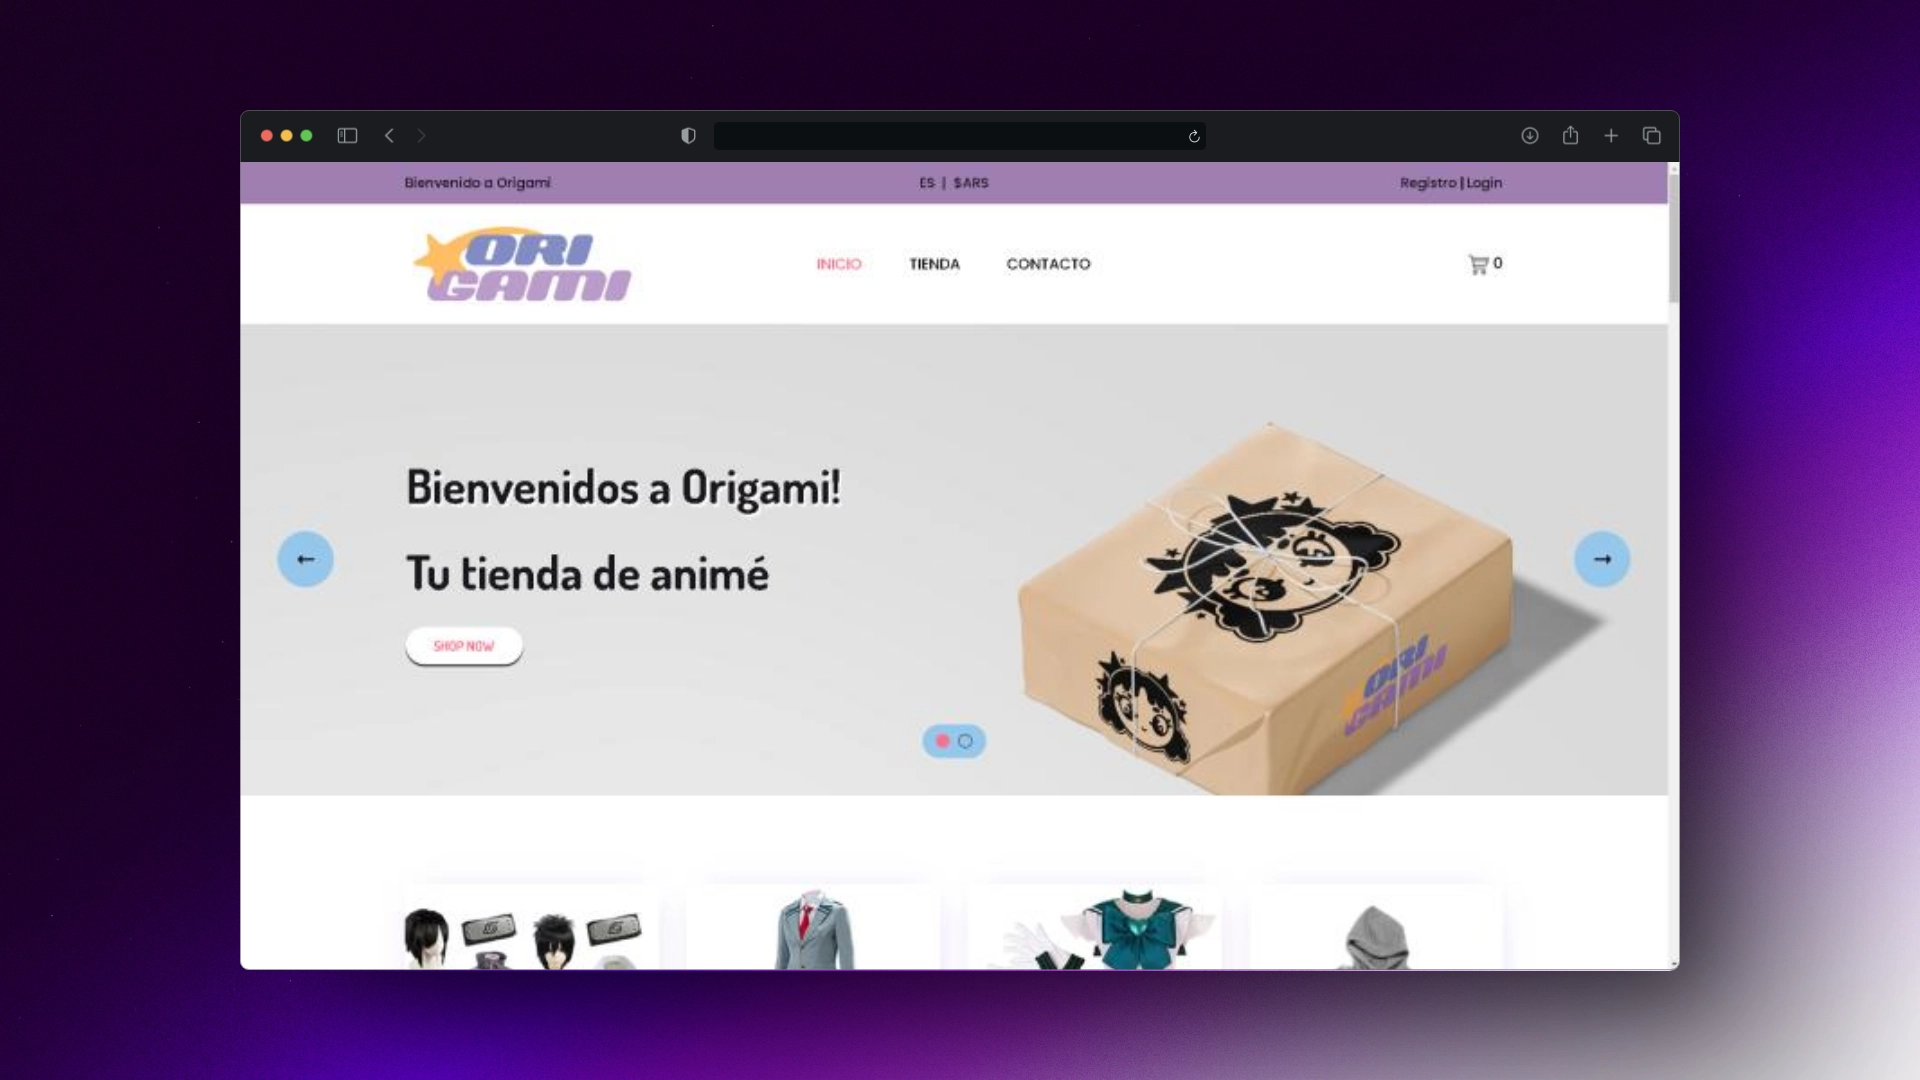 Bienvenido a Origami
ES | $ARS
Registro | Login
ORI
GAMI
INICIO
TIENDA
CONTACTO
0
Bienvenidos a Origami!
Tu tienda de animé
SHOP NOW
ORI
GAMI